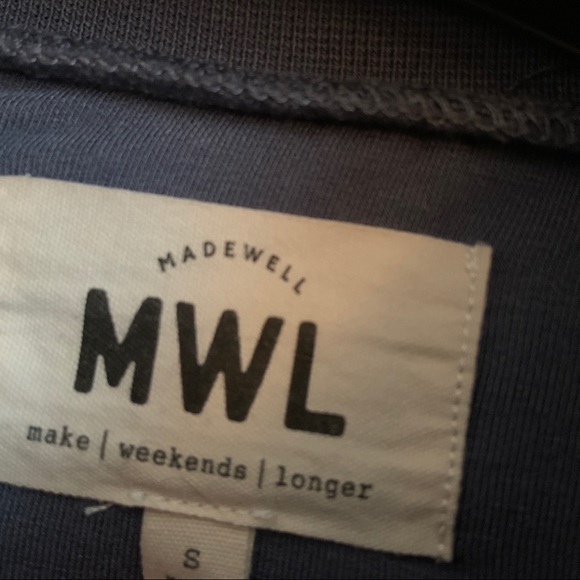 MADEWELL
MWL
make | weekends | longer
S